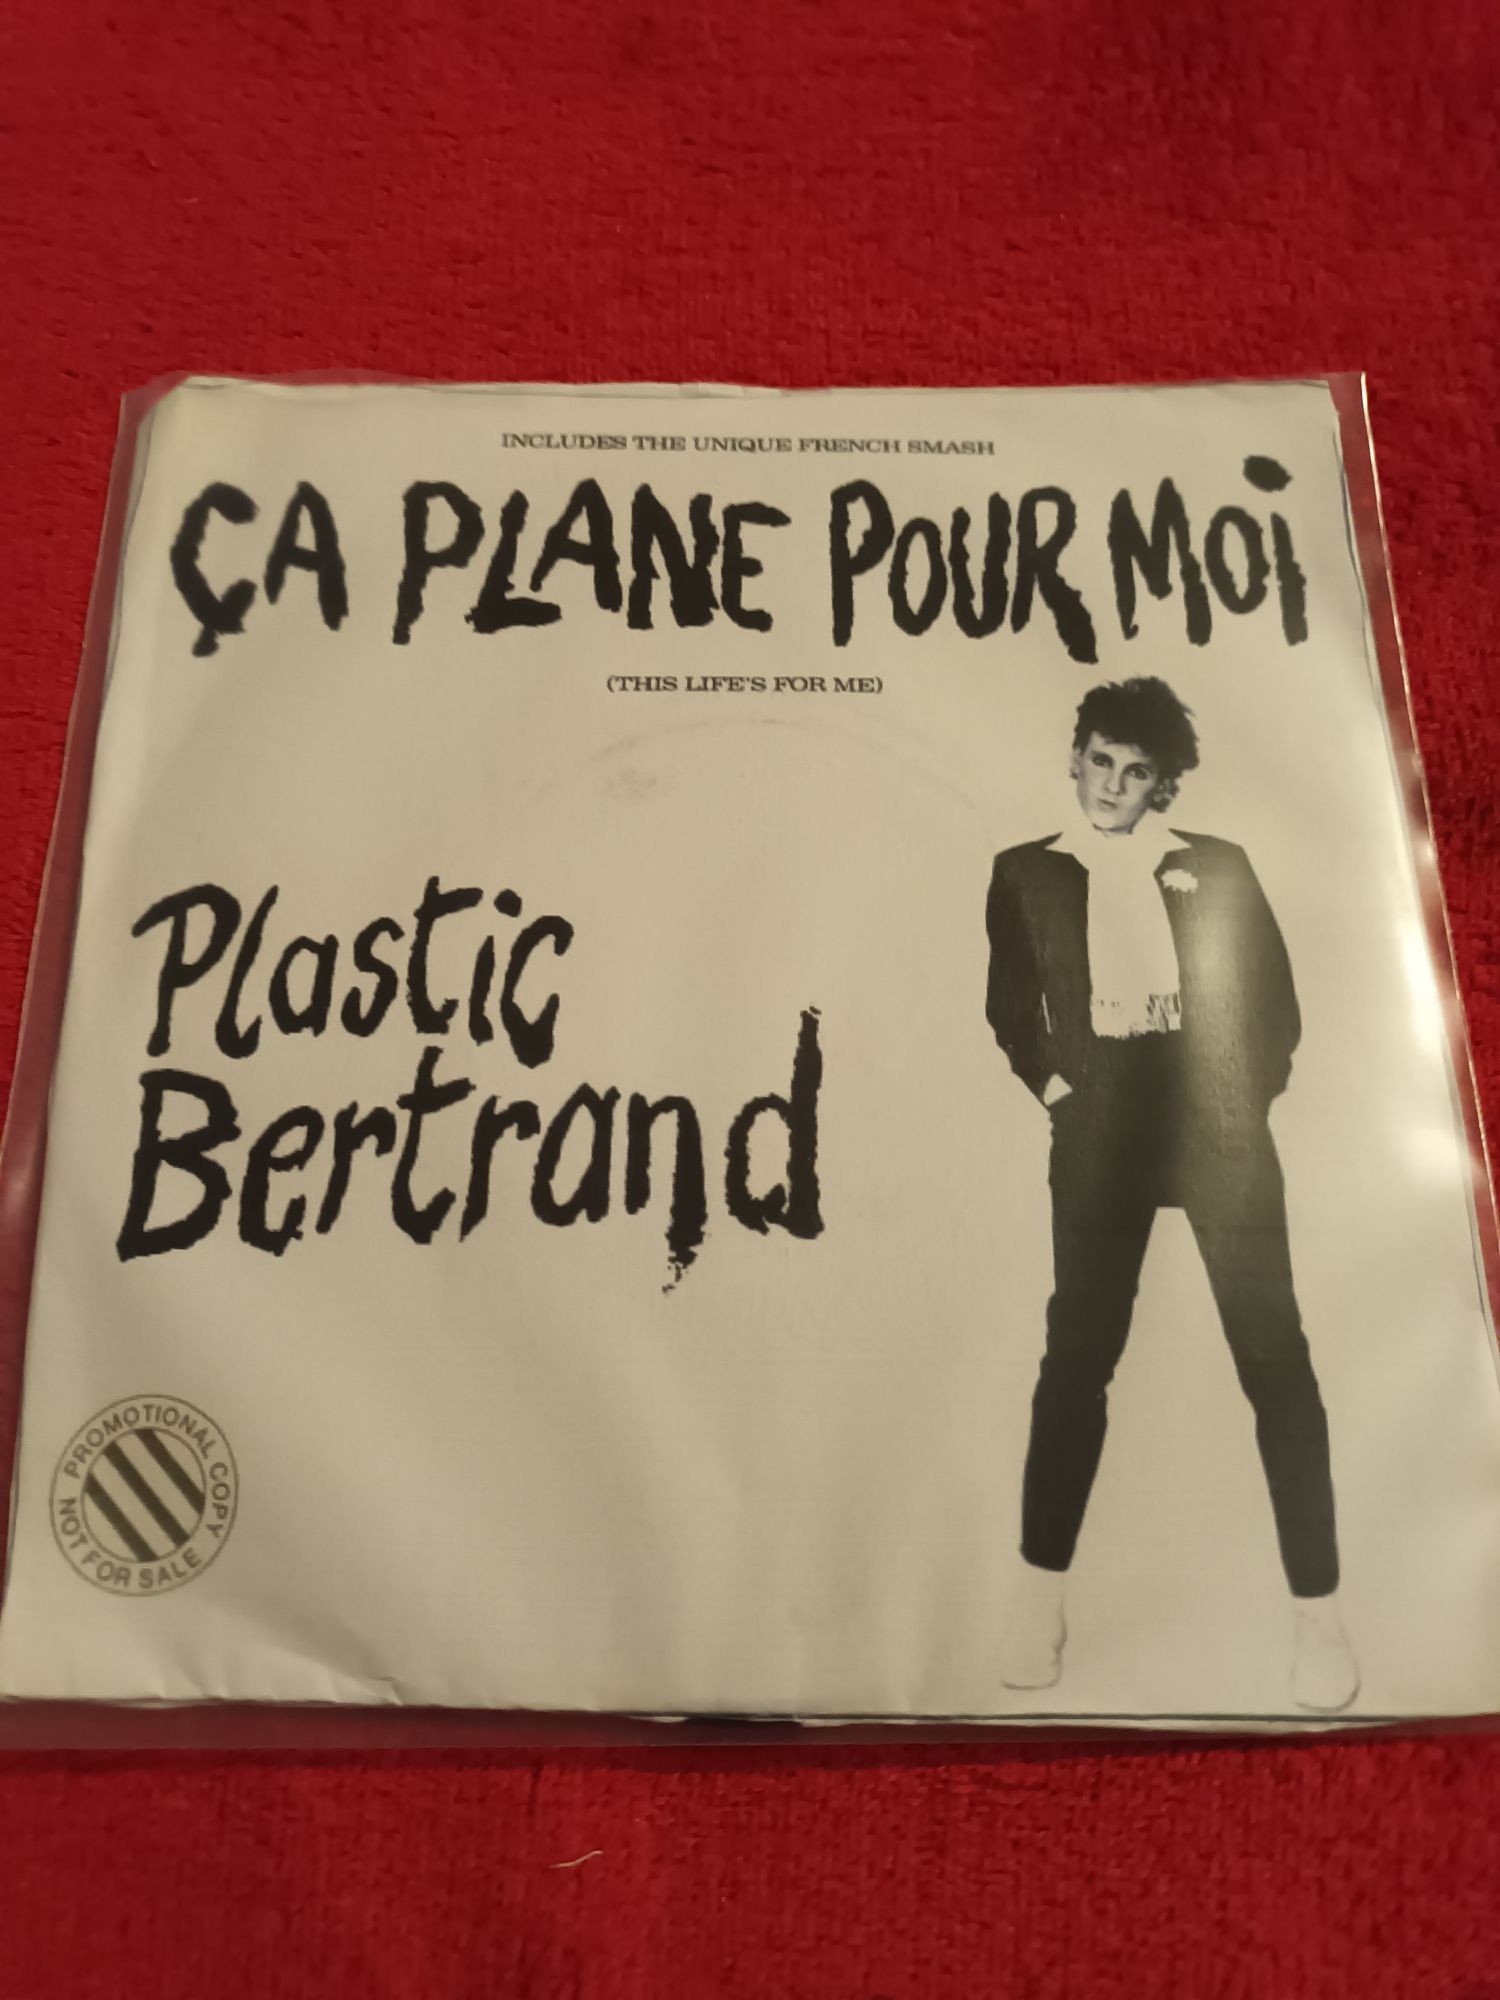 INCLUDES THE UNIQUE FRENCH SMASH
ÇA PLANE POUR MOi
(THIS LIFE'S FOR ME)
Plastic
Bertrand
PROMOTIONAL COPY
NOT FOR SALE